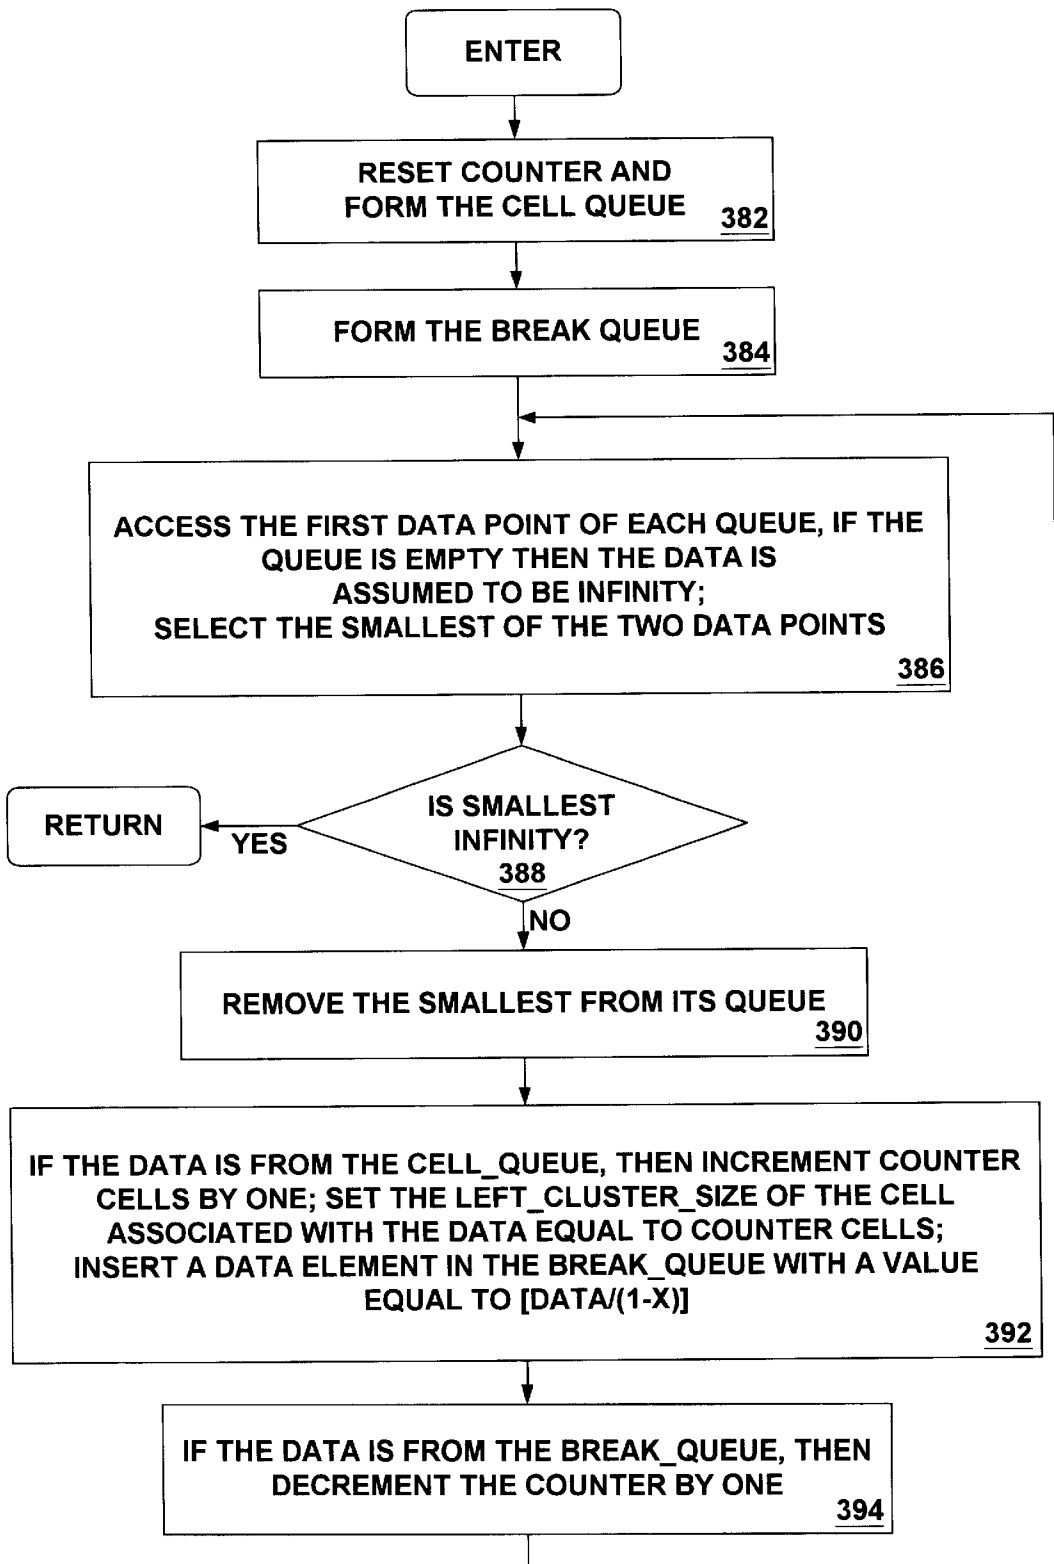 ENTER
RESET COUNTER AND
FORM THE CELL QUEUE
382
FORM THE BREAK QUEUE
384
ACCESS THE FIRST DATA POINT OF EACH QUEUE, IF THE
QUEUE IS EMPTY THEN THE DATA IS
ASSUMED TO BE INFINITY;
SELECT THE SMALLEST OF THE TWO DATA POINTS
386
IS SMALLEST
INFINITY?
388
RETURN
YES
NO
REMOVE THE SMALLEST FROM ITS QUEUE
390
IF THE DATA IS FROM THE CELL_QUEUE, THEN INCREMENT COUNTER
CELLS BY ONE; SET THE LEFT_CLUSTER_SIZE OF THE CELL
ASSOCIATED WITH THE DATA EQUAL TO COUNTER CELLS;
INSERT A DATA ELEMENT IN THE BREAK_QUEUE WITH A VALUE
EQUAL TO [DATA/(1-X)]
392
IF THE DATA IS FROM THE BREAK_QUEUE, THEN
DECREMENT THE COUNTER BY ONE
394